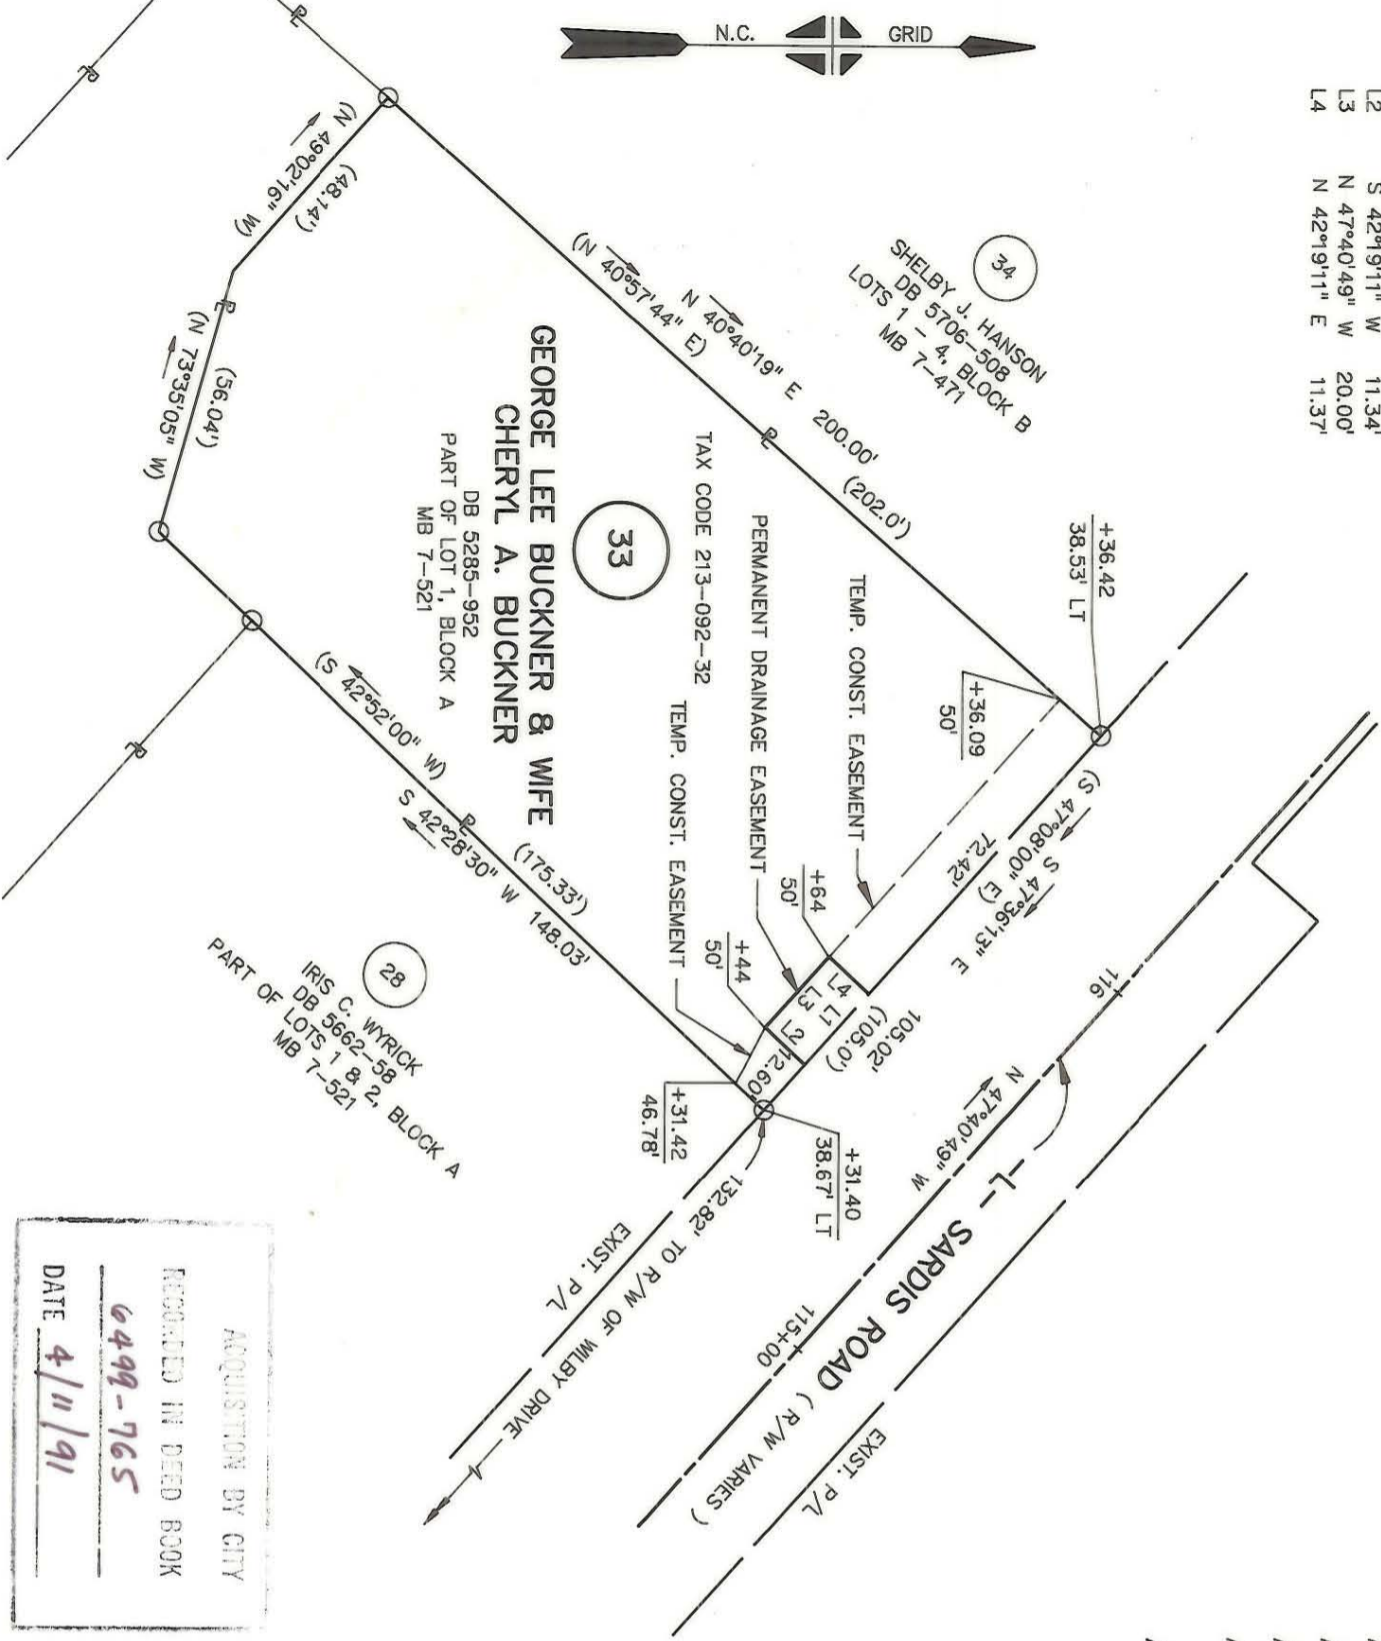 L2 S 42°19'11" W 11.34'
L3 N 47°40'49" W 20.00'
L4 N 42°19'11" E 11.37'
N.C. GRID
34
SHELBY J. HANSON
DB 5706-508
LOTS 1 - 4, BLOCK B
MB 7-471
(N 49°02'16" W)
(48.14')
(N 73°35'05" W)
(56.04')
(N 40°57'44" E)
N 40°40'19" E 200.00'
(202.0')
+36.42
38.53' LT
+36.09
50'
TEMP. CONST. EASEMENT
PERMANENT DRAINAGE EASEMENT
TAX CODE 213-092-32
TEMP. CONST. EASEMENT
33
GEORGE LEE BUCKNER & WIFE
CHERYL A. BUCKNER
DB 5285-952
PART OF LOT 1, BLOCK A
MB 7-521
(S 47°08'00" E)
S 47°36'13" E
72.42'
105.02'
(105.0')
+64
50'
+44
50'
L4
L3
L1
L2
12.60'
+31.42
46.78'
+31.40
38.67' LT
(S 42°52'00" W)
S 42°28'30" W 148.03'
(175.33')
28
IRIS C. WYRICK
DB 5662-58
PART OF LOTS 1 & 2, BLOCK A
MB 7-521
116
N 47°40'49" W
-L- SARDIS ROAD ( R/W VARIES )
115+00
EXIST. P/L
132.82' TO R/W OF WILBY DRIVE
EXIST. P/L
ACQUISITION BY CITY
RECORDED IN DEED BOOK
6499-765
DATE 4/11/91